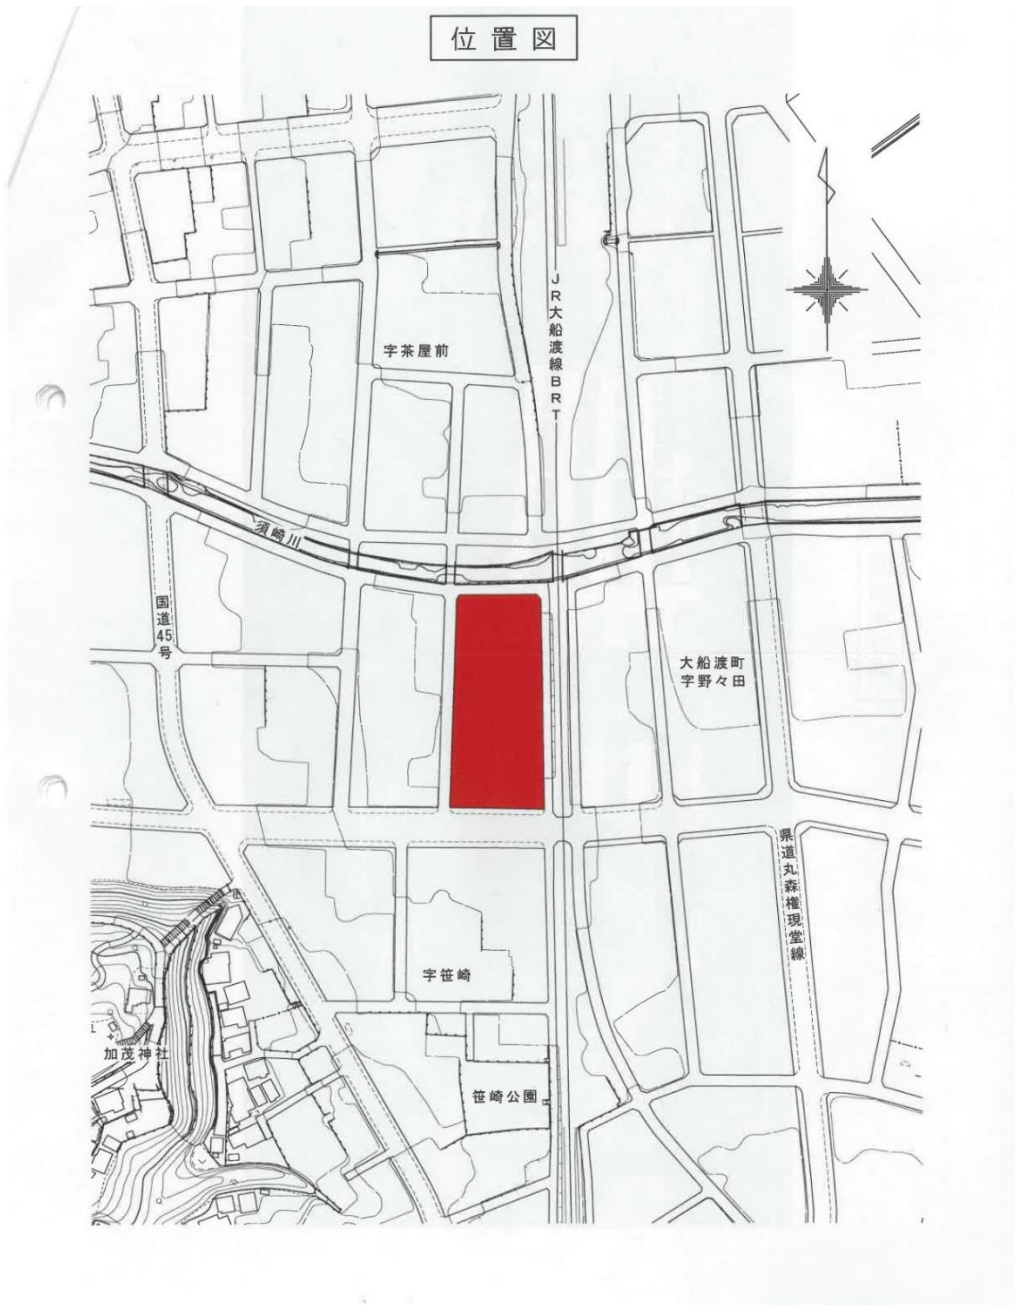 位置図
JR大船渡線BRT
字茶屋前
須崎川
国道45号
大船渡町
字野々田
県道丸森権現堂線
字笹崎
加茂神社
笹崎公園